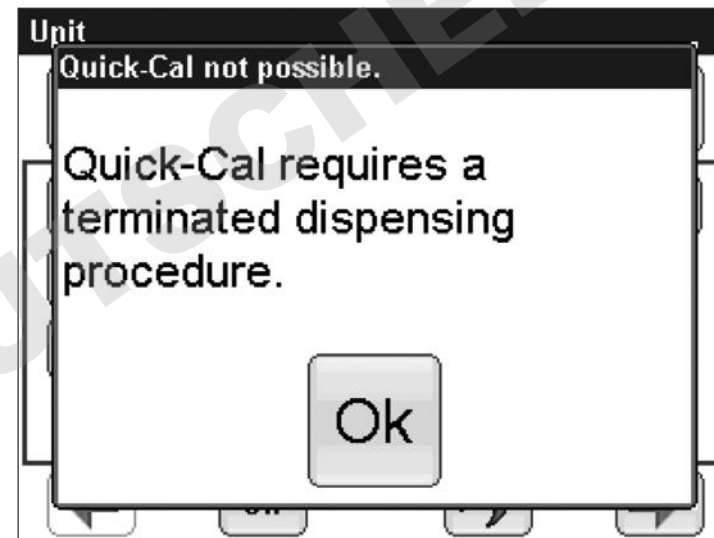 Unit
Quick-Cal not possible.
Quick-Cal requires a
terminated dispensing
procedure.
Ok